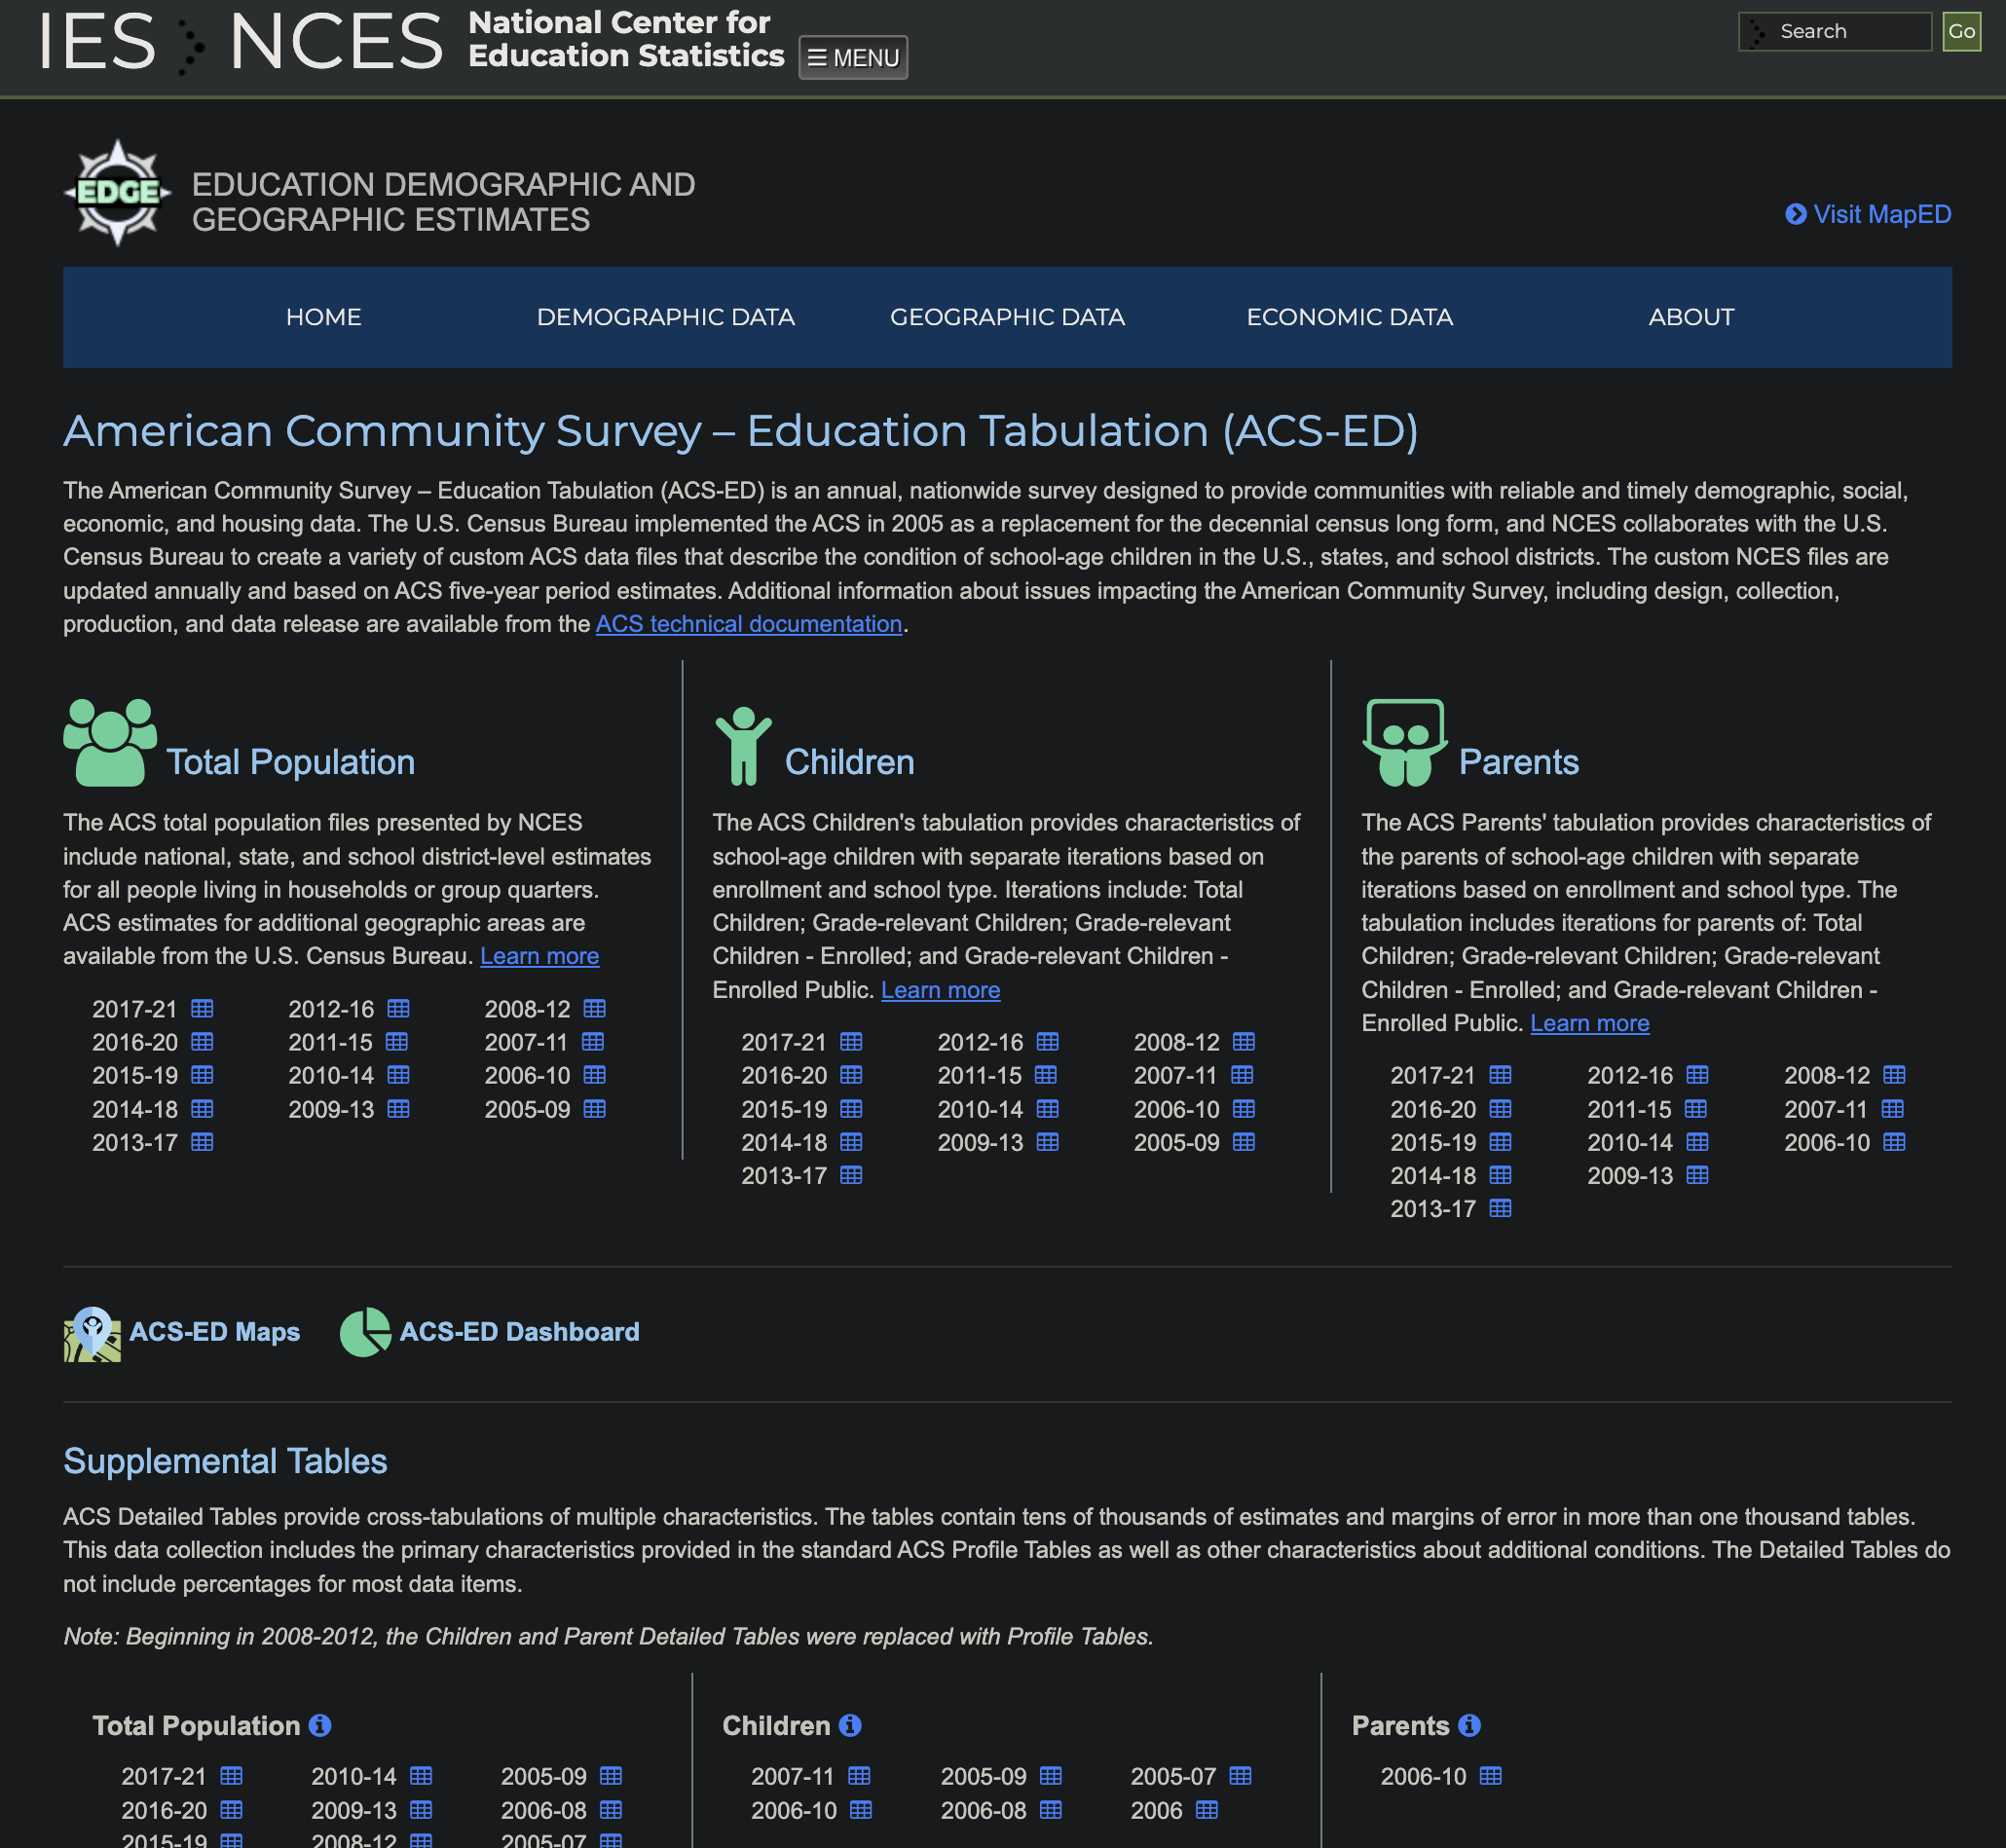 IES NCES National Center for
Education Statistics
☰ MENU
Search
Go
EDGE
EDUCATION DEMOGRAPHIC AND
GEOGRAPHIC ESTIMATES
Visit MapED
HOME DEMOGRAPHIC DATA GEOGRAPHIC DATA ECONOMIC DATA ABOUT
American Community Survey – Education Tabulation (ACS-ED)
The American Community Survey – Education Tabulation (ACS-ED) is an annual, nationwide survey designed to provide communities with reliable and timely demographic, social,
economic, and housing data. The U.S. Census Bureau implemented the ACS in 2005 as a replacement for the decennial census long form, and NCES collaborates with the U.S.
Census Bureau to create a variety of custom ACS data files that describe the condition of school-age children in the U.S., states, and school districts. The custom NCES files are
updated annually and based on ACS five-year period estimates. Additional information about issues impacting the American Community Survey, including design, collection,
production, and data release are available from the ACS technical documentation.
Total Population
The ACS total population files presented by NCES
include national, state, and school district-level estimates
for all people living in households or group quarters.
ACS estimates for additional geographic areas are
available from the U.S. Census Bureau. Learn more
2017-21 2012-16 2008-12
2016-20 2011-15 2007-11
2015-19 2010-14 2006-10
2014-18 2009-13 2005-09
2013-17
Children
The ACS Children's tabulation provides characteristics of
school-age children with separate iterations based on
enrollment and school type. Iterations include: Total
Children; Grade-relevant Children; Grade-relevant
Children - Enrolled; and Grade-relevant Children -
Enrolled Public. Learn more
2017-21 2012-16 2008-12
2016-20 2011-15 2007-11
2015-19 2010-14 2006-10
2014-18 2009-13 2005-09
2013-17
Parents
The ACS Parents' tabulation provides characteristics of
the parents of school-age children with separate
iterations based on enrollment and school type. The
tabulation includes iterations for parents of: Total
Children; Grade-relevant Children; Grade-relevant
Children - Enrolled; and Grade-relevant Children -
Enrolled Public. Learn more
2017-21 2012-16 2008-12
2016-20 2011-15 2007-11
2015-19 2010-14 2006-10
2014-18 2009-13
2013-17
ACS-ED Maps ACS-ED Dashboard
Supplemental Tables
ACS Detailed Tables provide cross-tabulations of multiple characteristics. The tables contain tens of thousands of estimates and margins of error in more than one thousand tables.
This data collection includes the primary characteristics provided in the standard ACS Profile Tables as well as other characteristics about additional conditions. The Detailed Tables do
not include percentages for most data items.
Note: Beginning in 2008-2012, the Children and Parent Detailed Tables were replaced with Profile Tables.
Total Population
2017-21 2010-14 2005-09
2016-20 2009-13 2006-08
2015-19 2008-12 2005-07
Children
2007-11 2005-09 2005-07
2006-10 2006-08 2006
Parents
2006-10